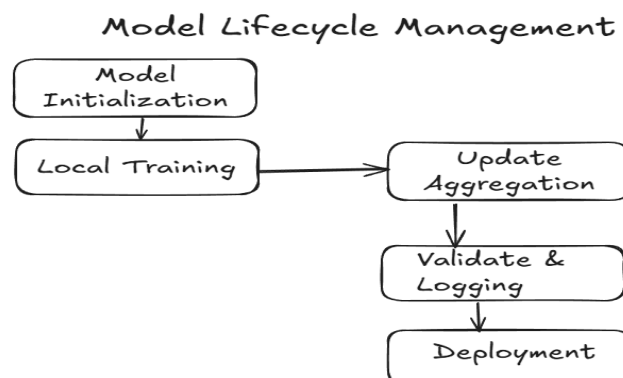 Model Lifecycle Management
Model
Initialization
Local Training
Update
Aggregation
Validate &
Logging
Deployment